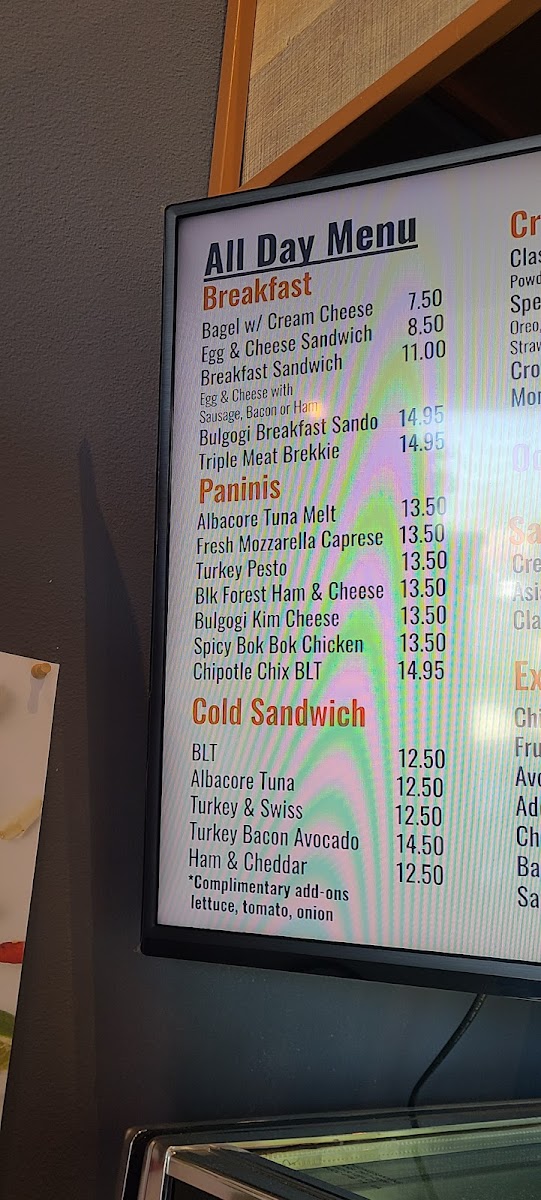 All Day Menu
Breakfast
Bagel w/ Cream Cheese 7.50
Egg & Cheese Sandwich 8.50
Breakfast Sandwich 11.00
Egg & Cheese with
Sausage, Bacon or Ham
Bulgogi Breakfast Sando 14.95
Triple Meat Brekkie 14.95
Paninis
Albacore Tuna Melt 13.50
Fresh Mozzarella Caprese 13.50
Turkey Pesto 13.50
Blk Forest Ham & Cheese 13.50
Bulgogi Kim Cheese 13.50
Spicy Bok Bok Chicken 13.50
Chipotle Chix BLT 14.95
Cold Sandwich
BLT 12.50
Albacore Tuna 12.50
Turkey & Swiss 12.50
Turkey Bacon Avocado 14.50
Ham & Cheddar 12.50
*Complimentary add-ons
lettuce, tomato, onion